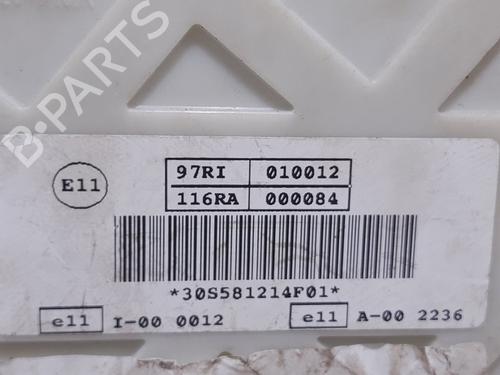 B-PARTS
E11
97RI 010012
116RA 000084
*30S581214F01*
e11 I-00 0012 e11 A-00 2236